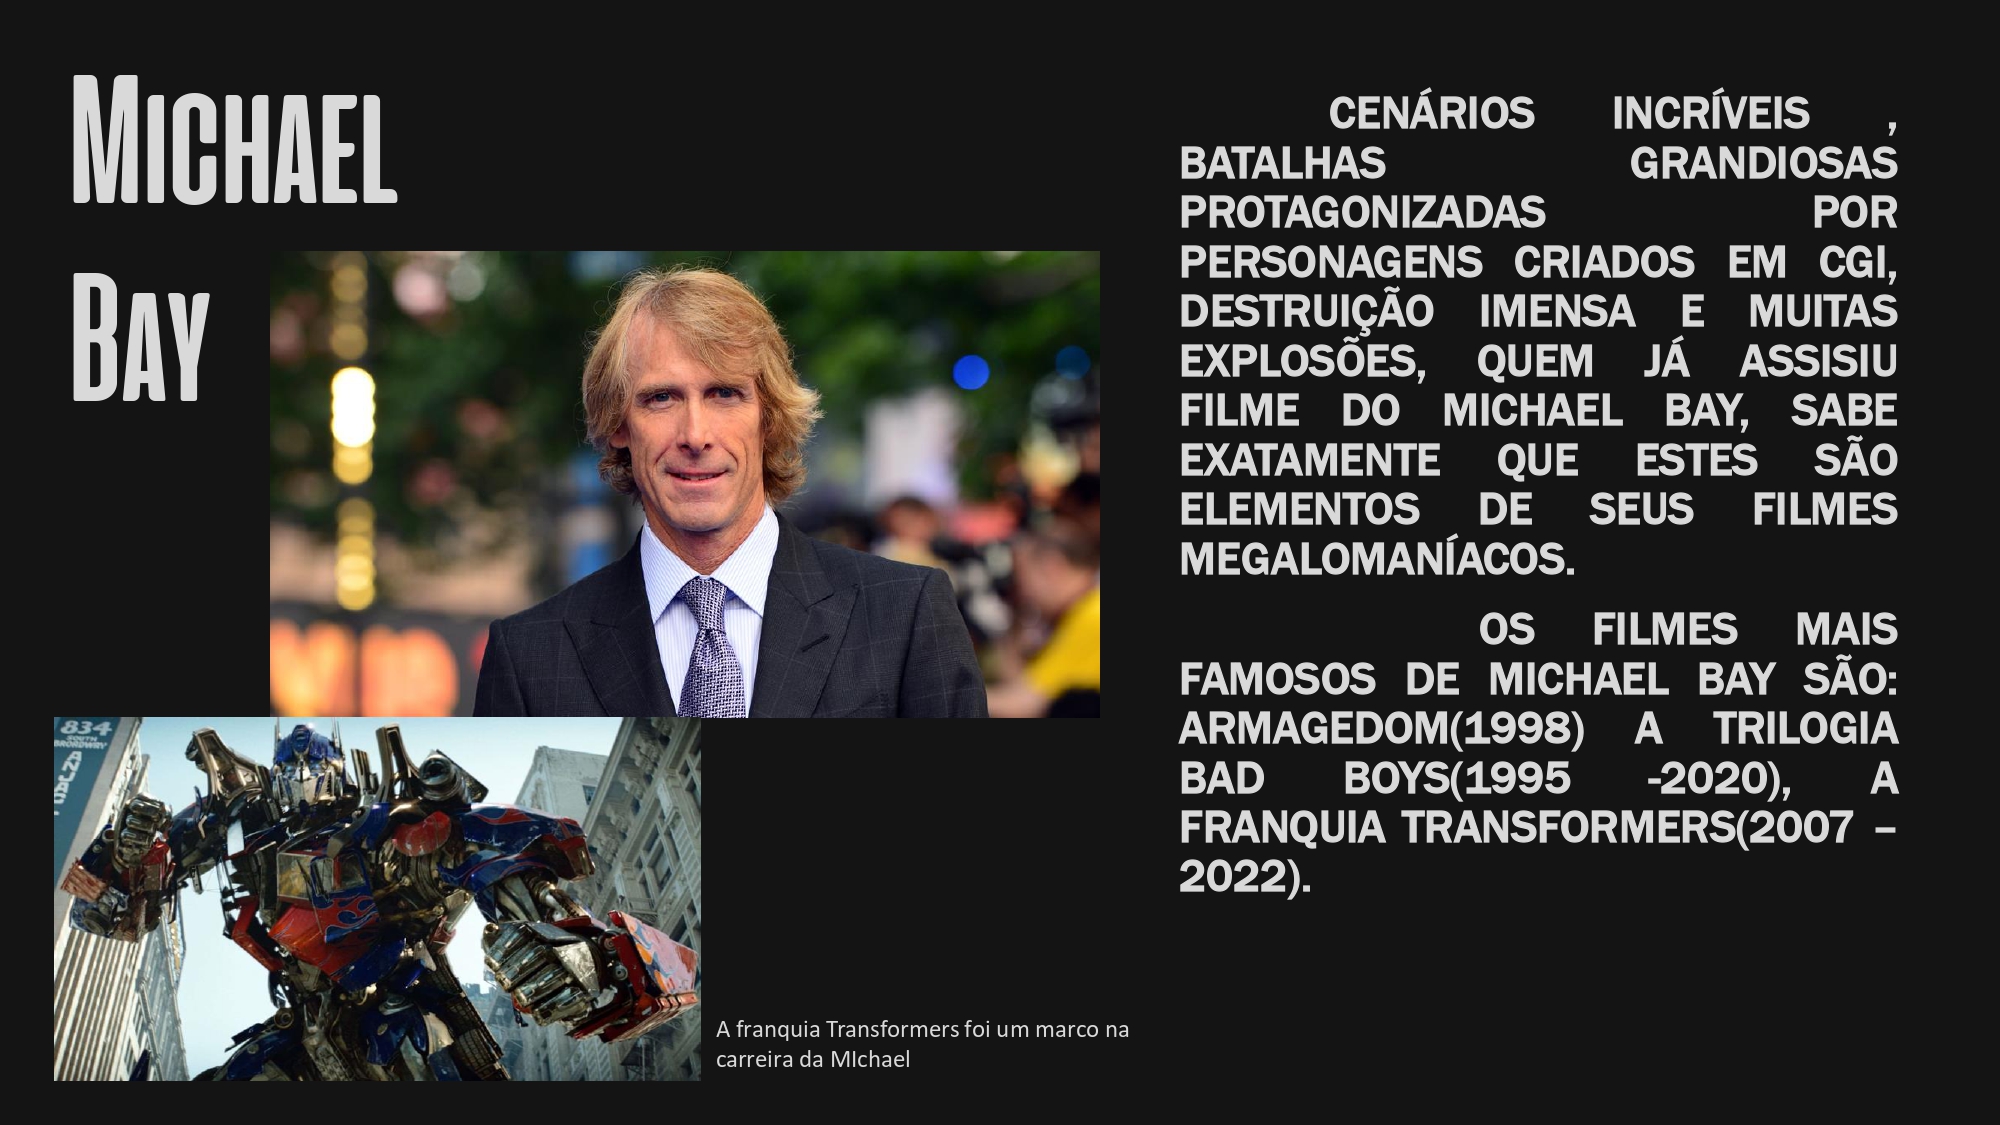 MICHAEL
BAY
CENÁRIOS INCRÍVEIS ,
BATALHAS GRANDIOSAS
PROTAGONIZADAS POR
PERSONAGENS CRIADOS EM CGI,
DESTRUIÇÃO IMENSA E MUITAS
EXPLOSÕES, QUEM JÁ ASSISIU
FILME DO MICHAEL BAY, SABE
EXATAMENTE QUE ESTES SÃO
ELEMENTOS DE SEUS FILMES
MEGALOMANÍACOS.
OS FILMES MAIS
FAMOSOS DE MICHAEL BAY SÃO:
ARMAGEDOM(1998) A TRILOGIA
BAD BOYS(1995 -2020), A
FRANQUIA TRANSFORMERS(2007 –
2022).
834
SOUTH
BRORDWRY
A franquia Transformers foi um marco na
carreira da MIchael